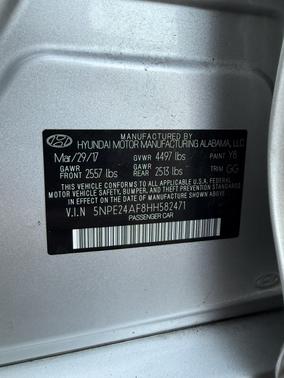 MANUFACTURED BY
HYUNDAI MOTOR MANUFACTURING ALABAMA, LLC
Mar/29/17 GVWR 4497 lbs PAINT Y8
GAWR FRONT 2557 lbs GAWR REAR 2513 lbs TRIM GG
THIS VEHICLE CONFORMS TO ALL APPLICABLE U.S.A. FEDERAL
MOTOR VEHICLE SAFETY, BUMPER, AND THEFT PREVENTION
STANDARDS IN EFFECT ON THE DATE OF MANUFACTURE SHOWN ABOVE.
V.I.N 5NPE24AF8HH582471
PASSENGER CAR